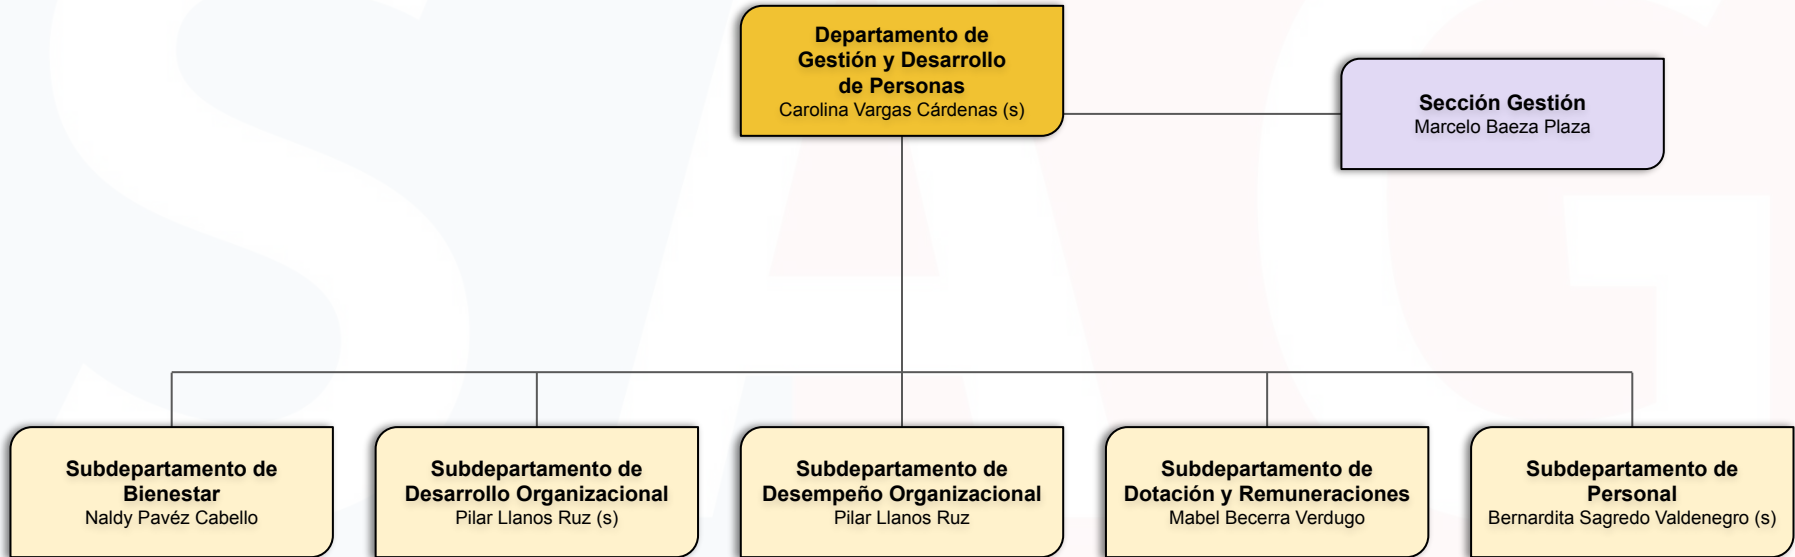 Departamento de
Gestión y Desarrollo
de Personas
Carolina Vargas Cárdenas (s)
Sección Gestión
Marcelo Baeza Plaza
Subdepartamento de
Bienestar
Naldy Pavéz Cabello
Subdepartamento de
Desarrollo Organizacional
Pilar Llanos Ruz (s)
Subdepartamento de
Desempeño Organizacional
Pilar Llanos Ruz
Subdepartamento de
Dotación y Remuneraciones
Mabel Becerra Verdugo
Subdepartamento de
Personal
Bernardita Sagredo Valdenegro (s)
SAG